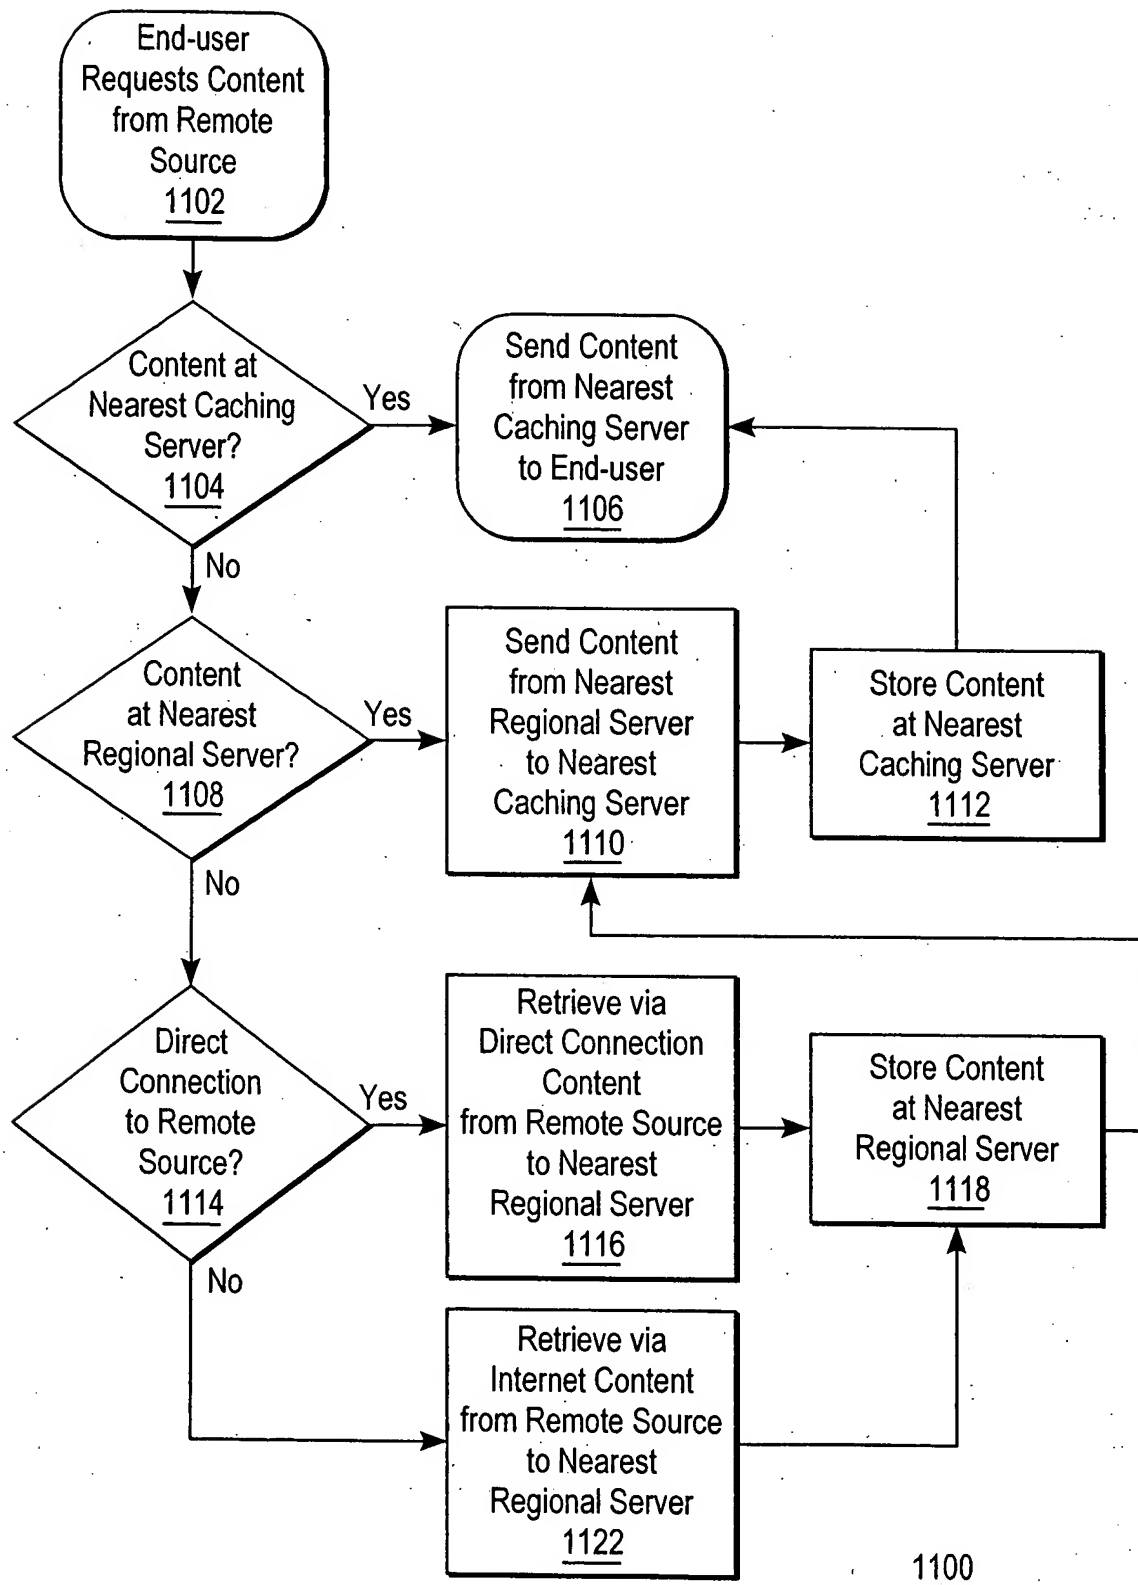 End-user
Requests Content
from Remote
Source
1102
Content at
Nearest Caching
Server?
1104
Yes
No
Send Content
from Nearest
Caching Server
to End-user
1106
Content
at Nearest
Regional Server?
1108
Yes
No
Send Content
from Nearest
Regional Server
to Nearest
Caching Server
1110
Store Content
at Nearest
Caching Server
1112
Direct
Connection
to Remote
Source?
1114
Yes
No
Retrieve via
Direct Connection
Content
from Remote Source
to Nearest
Regional Server
1116
Store Content
at Nearest
Regional Server
1118
Retrieve via
Internet Content
from Remote Source
to Nearest
Regional Server
1122
1100